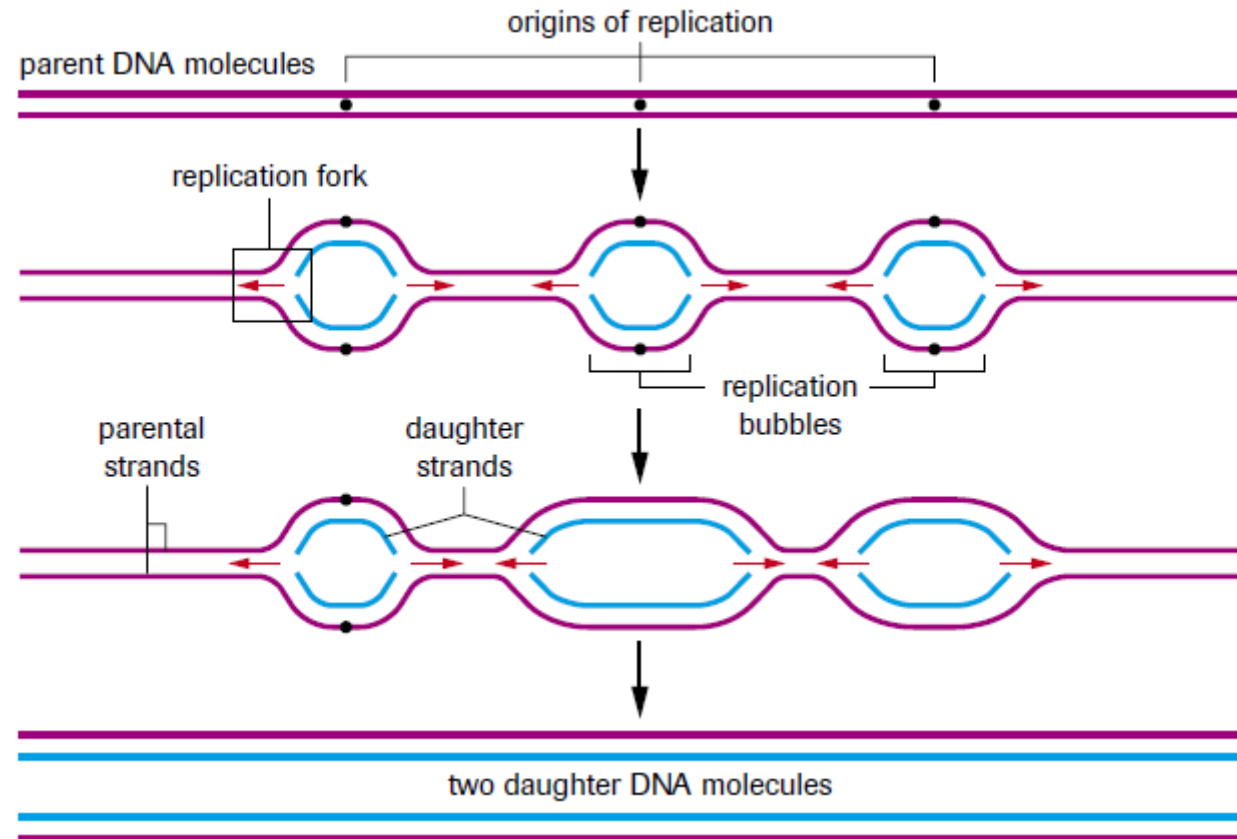 origins of replication
parent DNA molecules
replication fork
replication
bubbles
parental
strands
daughter
strands
two daughter DNA molecules